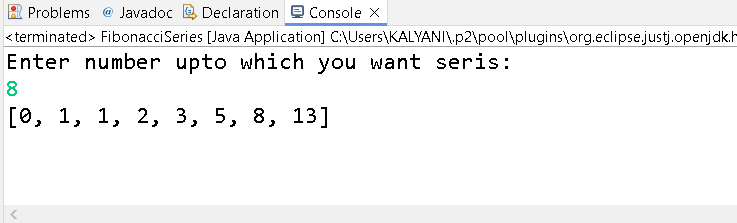 Problems @ Javadoc Declaration Console
<terminated> FibonacciSeries [Java Application] C:\Users\KALYANI\.p2\pool\plugins\org.eclipse.justj.openjdk.h
Enter number upto which you want seris:
8
[0, 1, 1, 2, 3, 5, 8, 13]